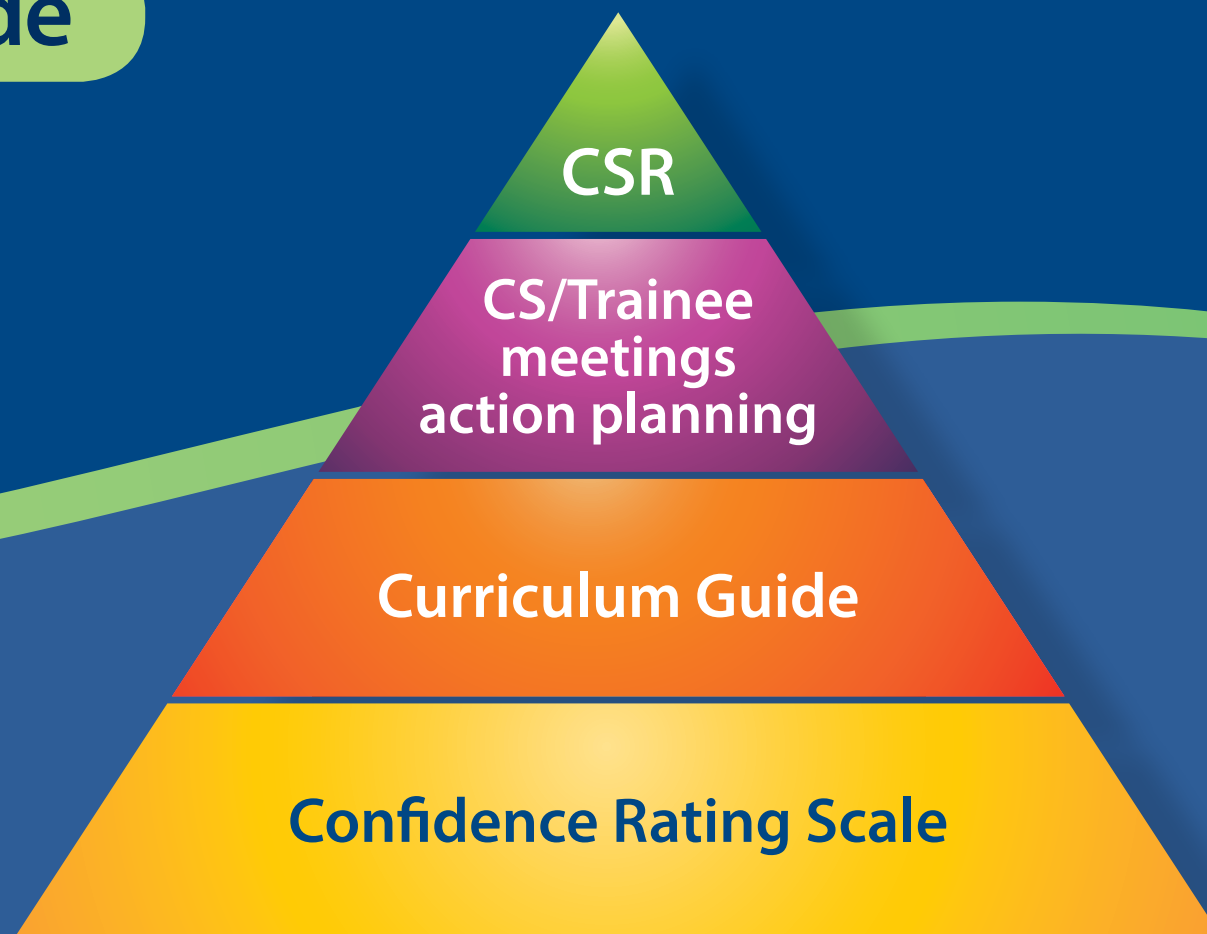 de
CSR
CS/Trainee
meetings
action planning
Curriculum Guide
Confidence Rating Scale